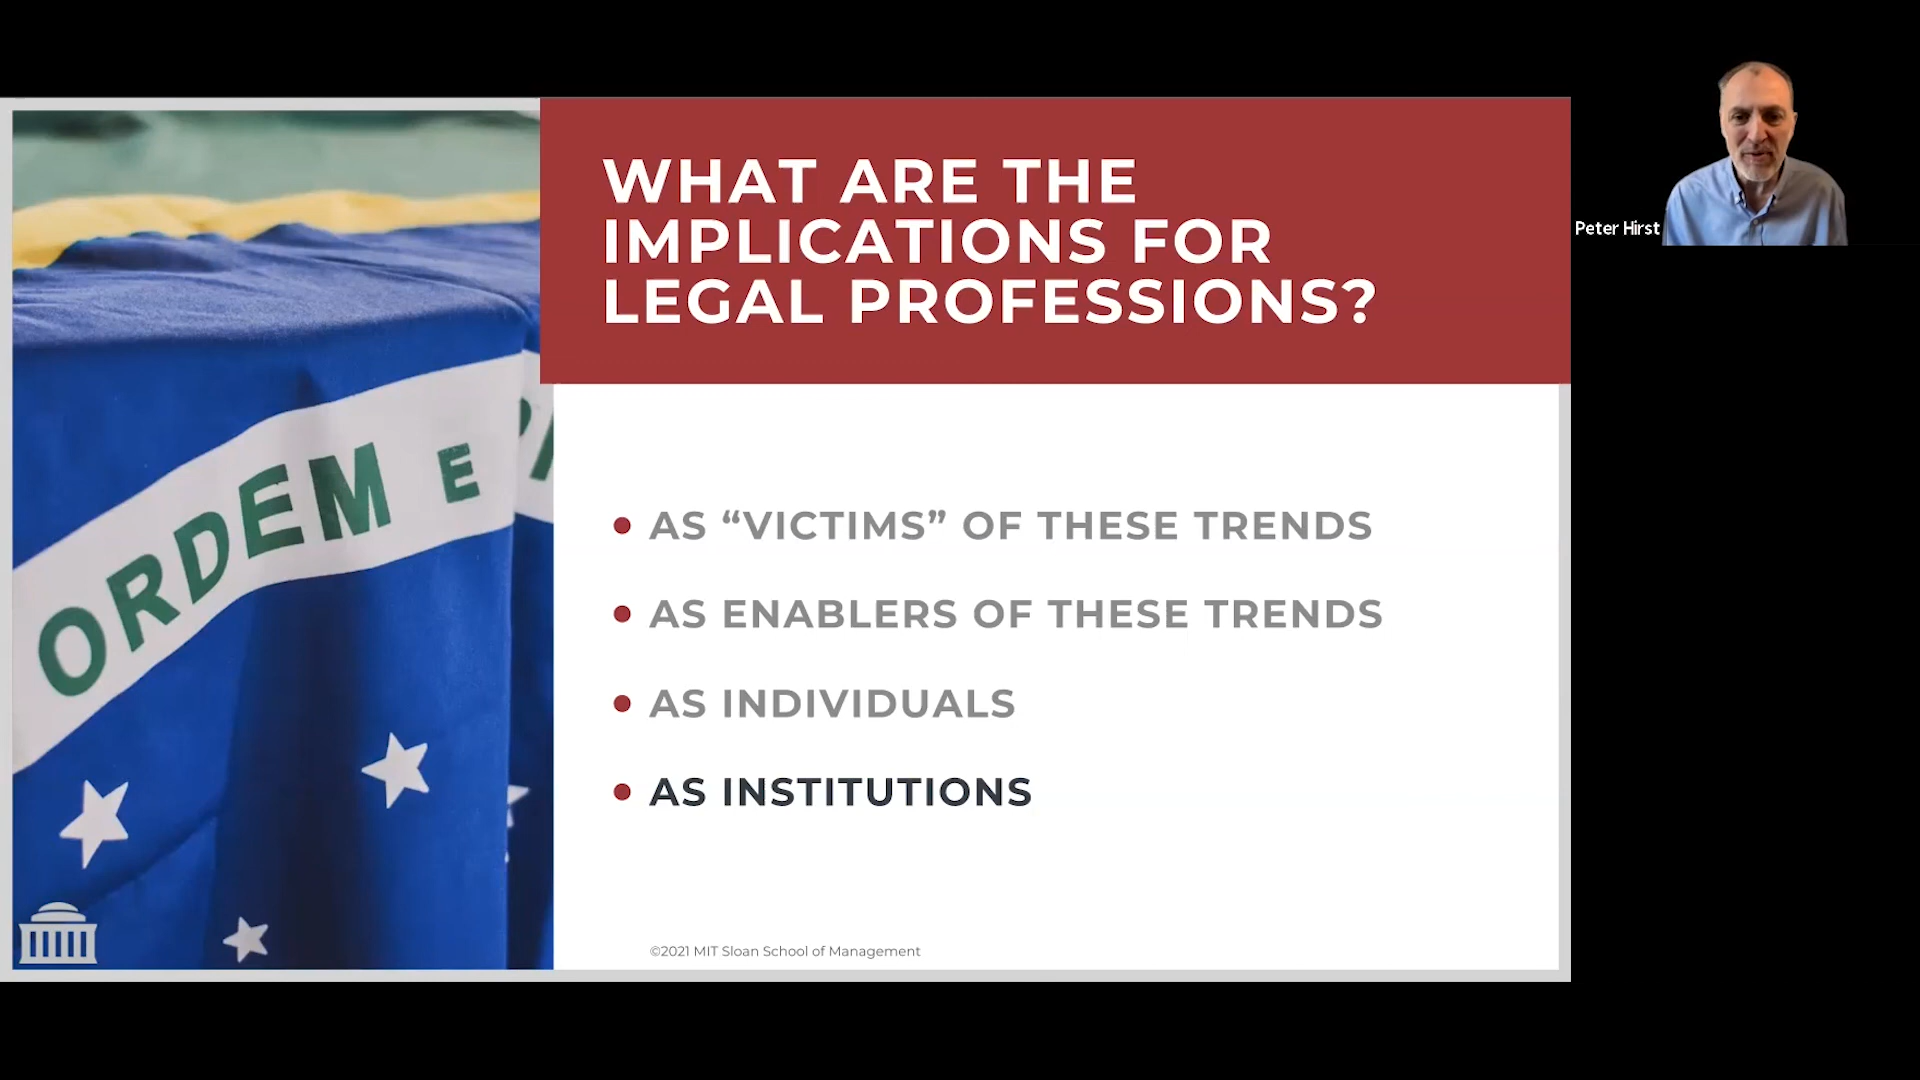 WHAT ARE THE
IMPLICATIONS FOR
LEGAL PROFESSIONS?
Peter Hirst
ORDEM E
• AS “VICTIMS” OF THESE TRENDS
• AS ENABLERS OF THESE TRENDS
• AS INDIVIDUALS
• AS INSTITUTIONS
©2021 MIT Sloan School of Management